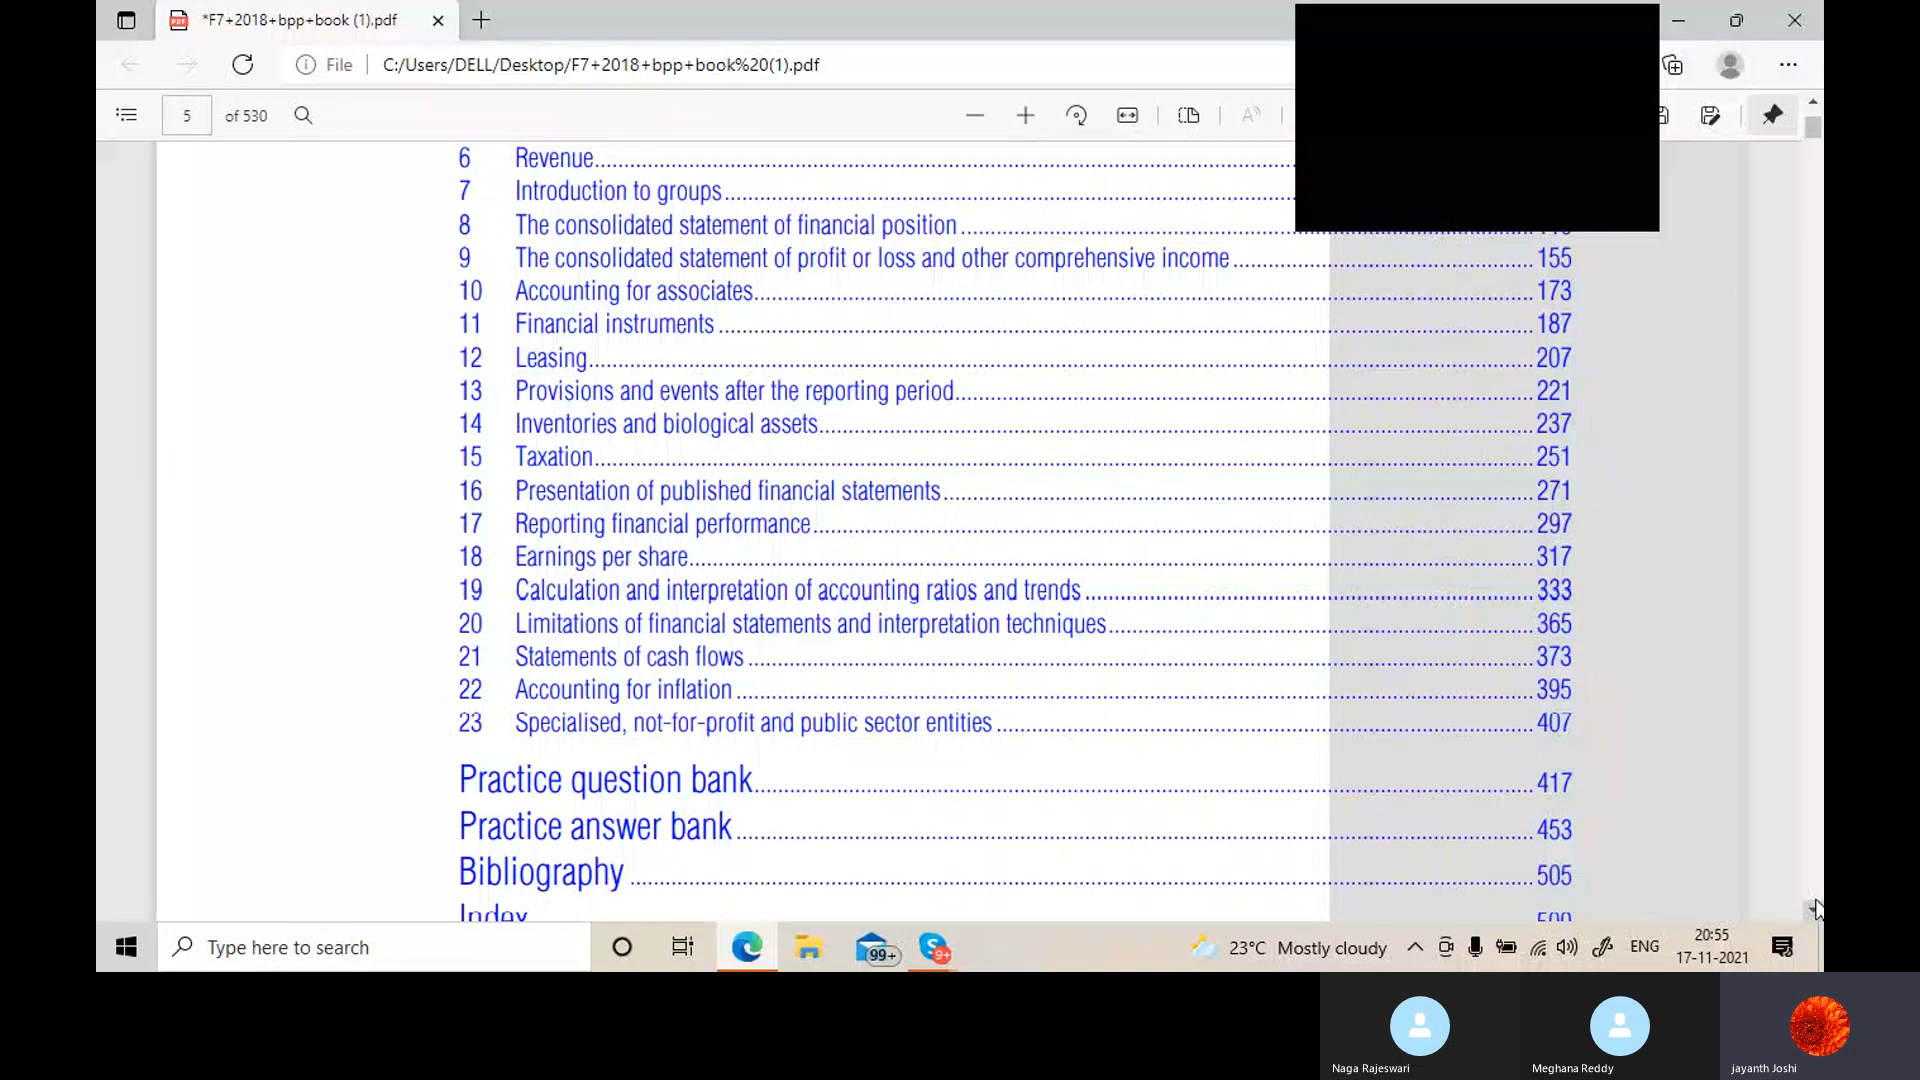 *F7+2018+bpp+book (1).pdf
File
C:/Users/DELL/Desktop/F7+2018+bpp+book%20(1).pdf
5 of 530
6 Revenue
7 Introduction to groups
8 The consolidated statement of financial position
9 The consolidated statement of profit or loss and other comprehensive income 155
10 Accounting for associates 173
11 Financial instruments 187
12 Leasing 207
13 Provisions and events after the reporting period 221
14 Inventories and biological assets 237
15 Taxation 251
16 Presentation of published financial statements 271
17 Reporting financial performance 297
18 Earnings per share 317
19 Calculation and interpretation of accounting ratios and trends 333
20 Limitations of financial statements and interpretation techniques 365
21 Statements of cash flows 373
22 Accounting for inflation 395
23 Specialised, not-for-profit and public sector entities 407
Practice question bank 417
Practice answer bank 453
Bibliography 505
Index
Type here to search
99+
9+
23°C Mostly cloudy
ENG
20:55
17-11-2021
Naga Rajeswari
Meghana Reddy
jayanth Joshi